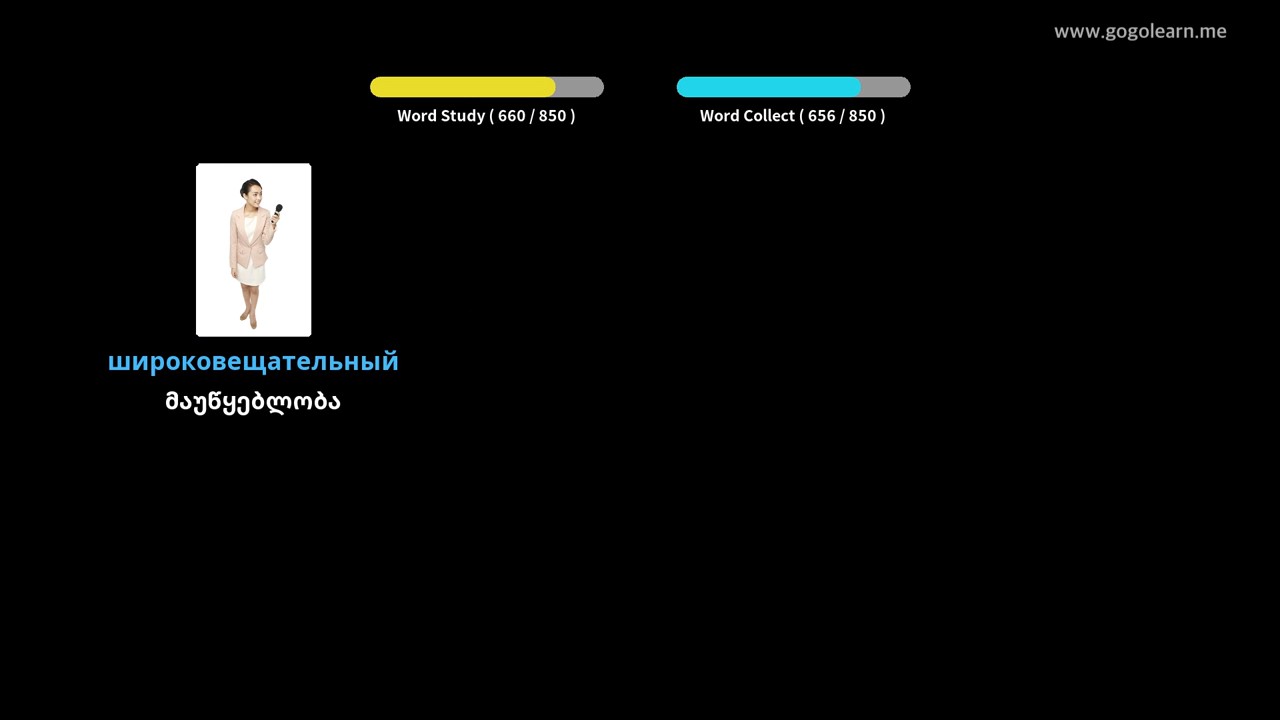 www.gogolearn.me
Word Study ( 660 / 850 )
Word Collect ( 656 / 850 )
широковещательный
მაუწყებლობა